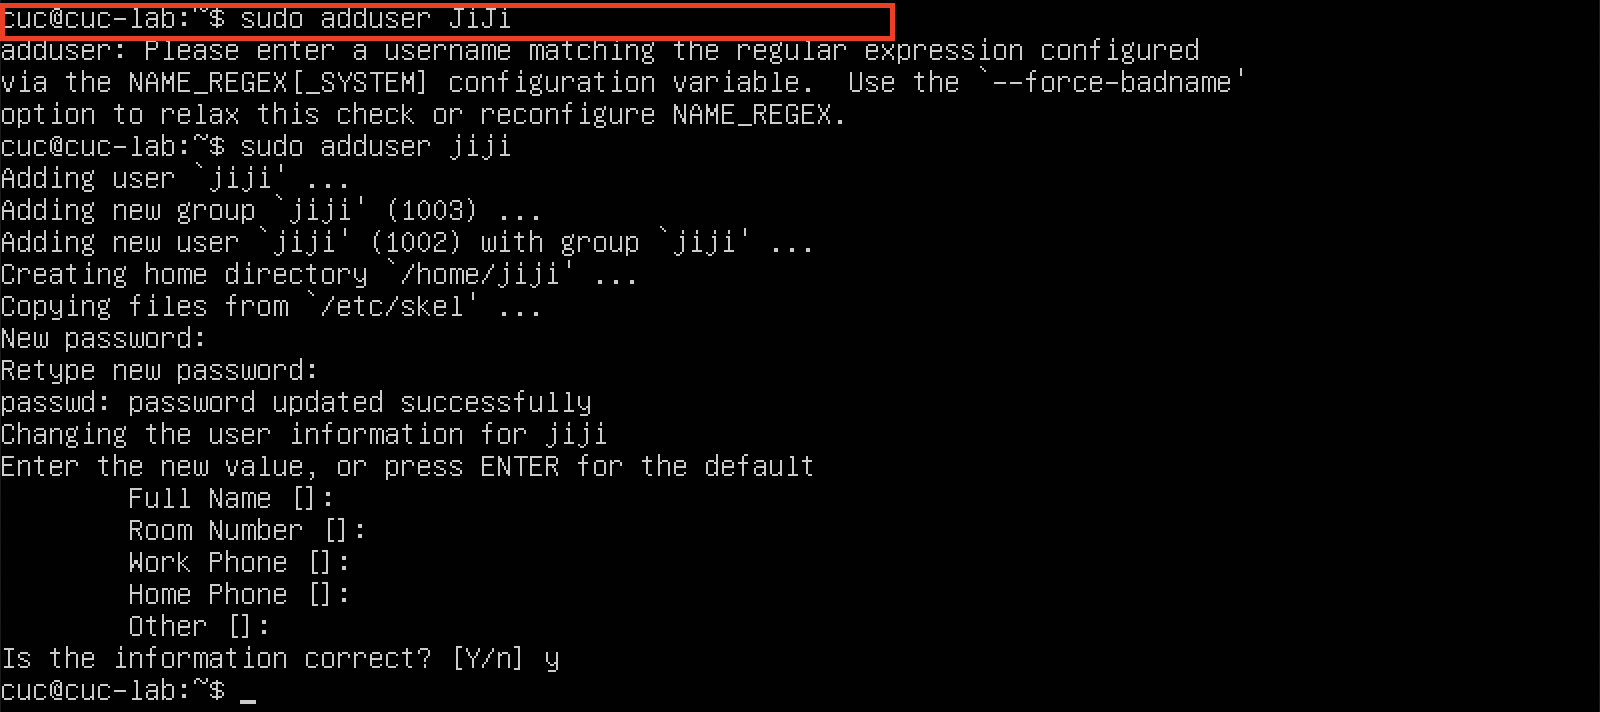 cuc@cuc-lab:~$ sudo adduser JiJi
adduser: Please enter a username matching the regular expression configured
via the NAME_REGEX[_SYSTEM] configuration variable.  Use the `--force-badname'
option to relax this check or reconfigure NAME_REGEX.
cuc@cuc-lab:~$ sudo adduser jiji
Adding user `jiji' ...
Adding new group `jiji' (1003) ...
Adding new user `jiji' (1002) with group `jiji' ...
Creating home directory `/home/jiji' ...
Copying files from `/etc/skel' ...
New password:
Retype new password:
passwd: password updated successfully
Changing the user information for jiji
Enter the new value, or press ENTER for the default
        Full Name []:
        Room Number []:
        Work Phone []:
        Home Phone []:
        Other []:
Is the information correct? [Y/n] y
cuc@cuc-lab:~$ _